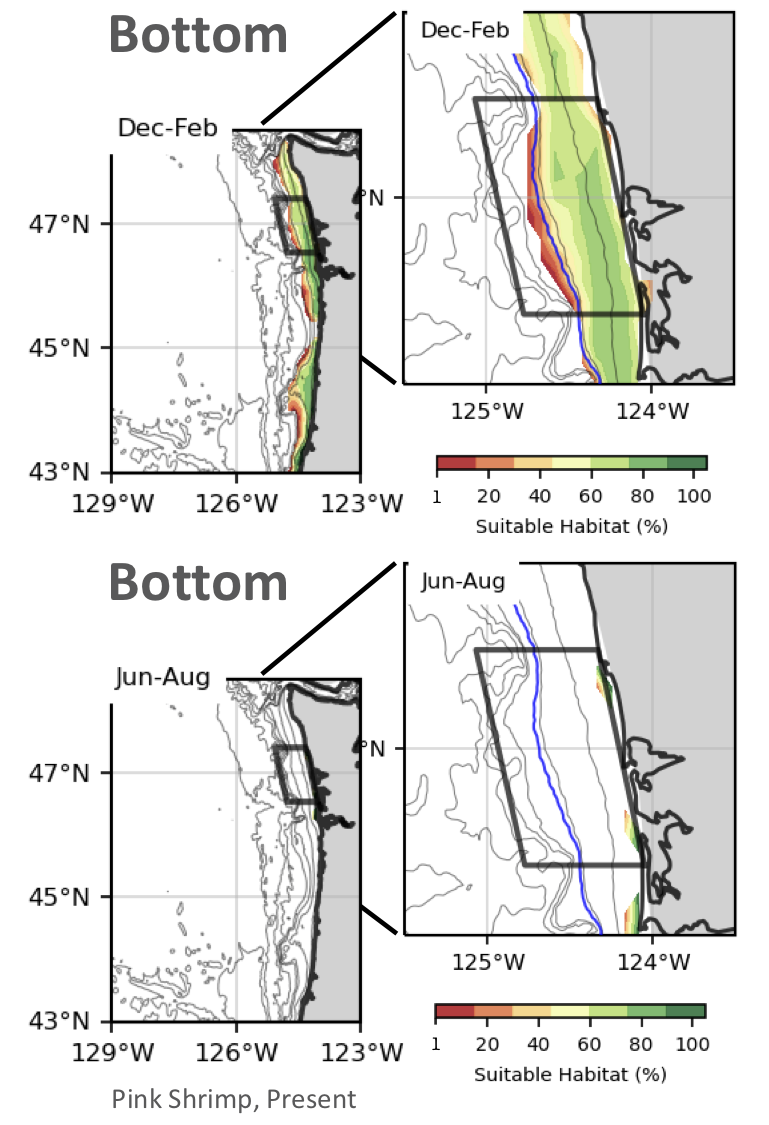 Bottom
Dec-Feb
Dec-Feb
47°N
°N
45°N
43°N
129°W 126°W 123°W
125°W 124°W
1 20 40 60 80 100
Suitable Habitat (%)
Bottom
Jun-Aug
Jun-Aug
47°N
°N
45°N
43°N
129°W 126°W 123°W
125°W 124°W
1 20 40 60 80 100
Suitable Habitat (%)
Pink Shrimp, Present